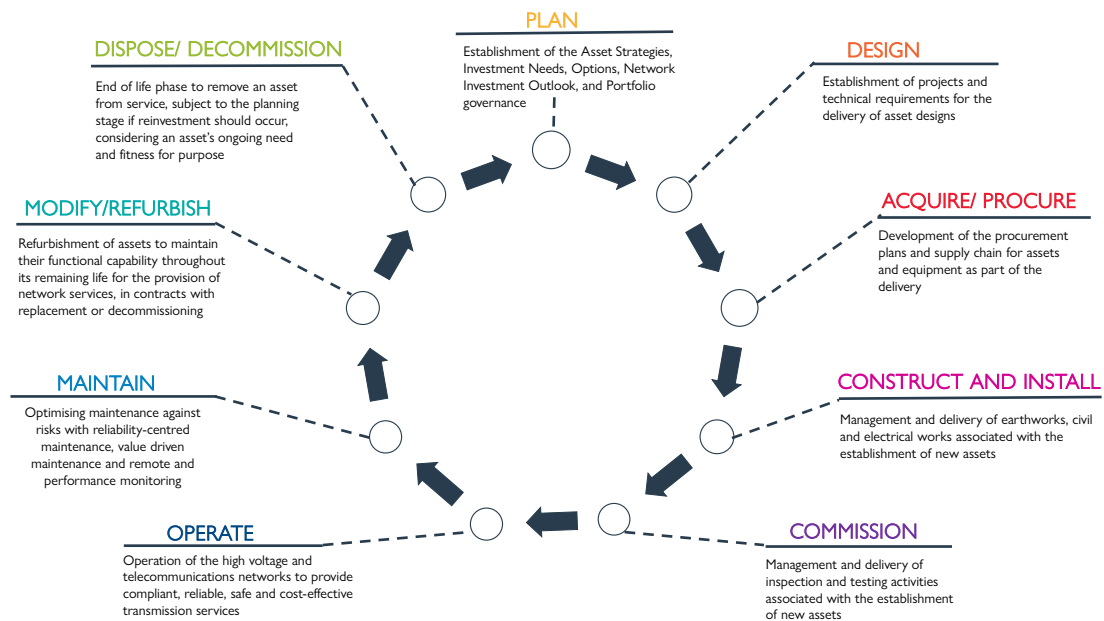 PLAN
Establishment of the Asset Strategies,
Investment Needs, Options, Network
Investment Outlook, and Portfolio
governance
DESIGN
Establishment of projects and
technical requirements for the
delivery of asset designs
ACQUIRE/ PROCURE
Development of the procurement
plans and supply chain for assets
and equipment as part of the
delivery
CONSTRUCT AND INSTALL
Management and delivery of earthworks, civil
and electrical works associated with the
establishment of new assets
COMMISSION
Management and delivery of
inspection and testing activities
associated with the establishment
of new assets
OPERATE
Operation of the high voltage and
telecommunications networks to provide
compliant, reliable, safe and cost-effective
transmission services
MAINTAIN
Optimising maintenance against
risks with reliability-centred
maintenance, value driven
maintenance and remote and
performance monitoring
MODIFY/REFURBISH
Refurbishment of assets to maintain
their functional capability throughout
its remaining life for the provision of
network services, in contracts with
replacement or decommissioning
DISPOSE/ DECOMMISSION
End of life phase to remove an asset
from service, subject to the planning
stage if reinvestment should occur,
considering an asset's ongoing need
and fitness for purpose